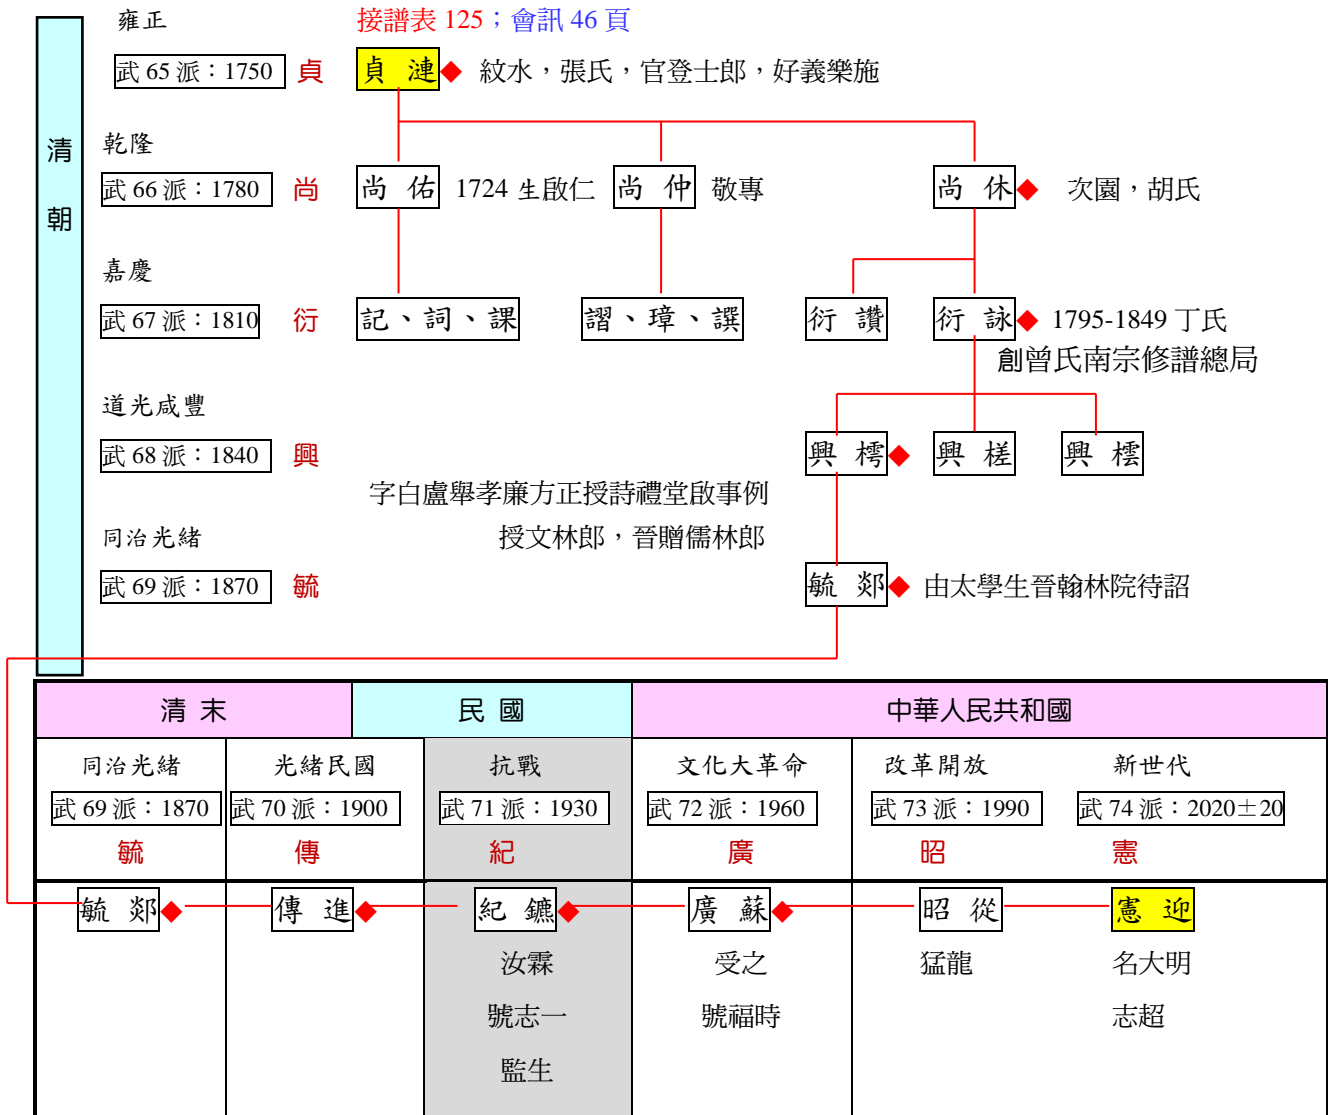 雍正 接譜表 125；會訊 46 頁
武 65 派：1750 貞 貞 漣◆ 紋水，張氏，官登士郎，好義樂施
清朝
乾隆
武 66 派：1780 尚 尚 佑 1724 生啟仁 尚 仲 敬專 尚 休◆ 次園，胡氏
嘉慶
武 67 派：1810 衍 記、詞、課 謵、璋、譔 衍 讚 衍 詠◆ 1795-1849 丁氏
創曾氏南宗修譜總局
道光咸豐
武 68 派：1840 興 興 樗◆ 興 槎 興 橒
字白盧舉孝廉方正授詩禮堂啟事例
授文林郎，晉贈儒林郎
同治光緒
武 69 派：1870 毓 毓 郯◆ 由太學生晉翰林院待詔
清 末 民 國 中華人民共和國
同治光緒 光緒民國 抗戰 文化大革命 改革開放 新世代
武 69 派：1870 武 70 派：1900 武 71 派：1930 武 72 派：1960 武 73 派：1990 武 74 派：2020±20
毓 傳 紀 廣 昭 憲
毓 郯◆ 傳 進◆ 紀 鑣◆ 廣 蘇◆ 昭 從 憲 迎
汝霖 受之 猛龍 名大明
號志一 號福時 志超
監生